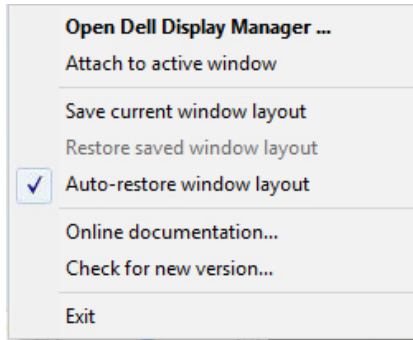 Open Dell Display Manager ...
Attach to active window
Save current window layout
Restore saved window layout
Auto-restore window layout
Online documentation...
Check for new version...
Exit